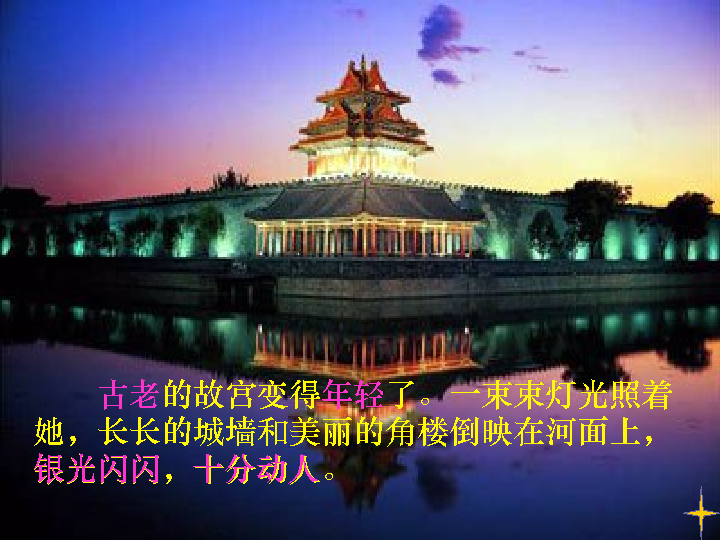 古老的故宫变得年轻了。一束束灯光照着
她，长长的城墙和美丽的角楼倒映在河面上，
银光闪闪，十分动人。